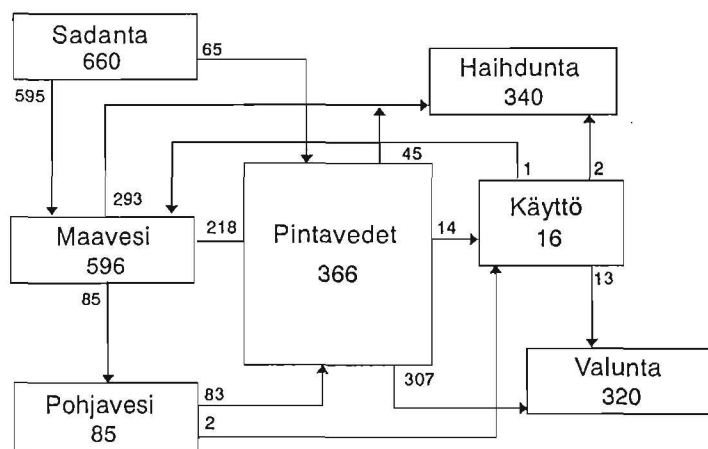 Sadanta
660
65
595
Haihdunta
340
45
1
2
293
Maavesi
596
218
Pintavedet
366
14
Käyttö
16
85
13
307
Valunta
320
Pohjavesi
85
83
2